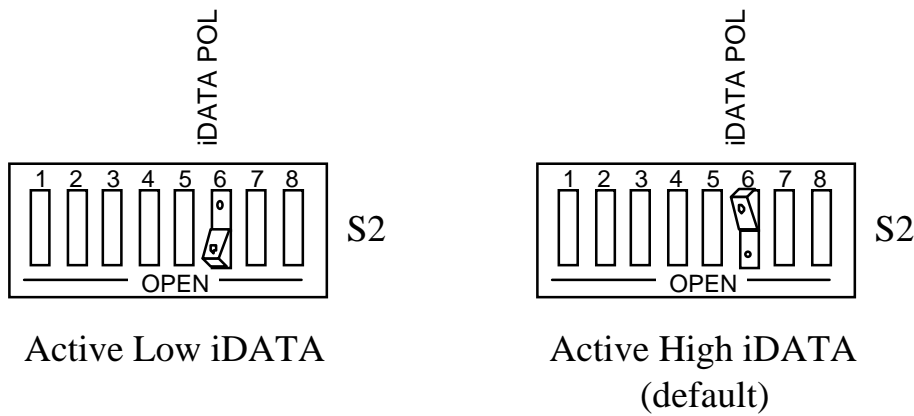 iDATA POL
1 2 3 4 5 6 7 8
S2
OPEN
Active Low iDATA
iDATA POL
1 2 3 4 5 6 7 8
S2
OPEN
Active High iDATA
(default)